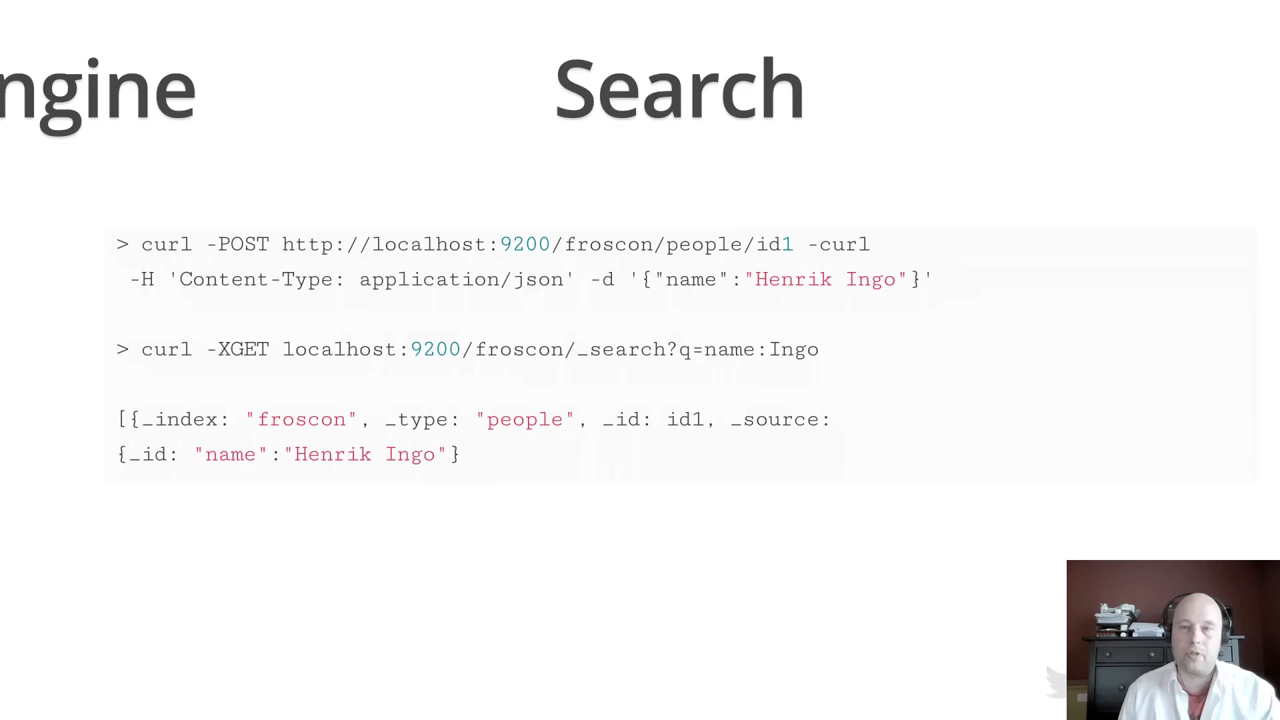 ngine
Search
> curl -POST http://localhost:9200/froscon/people/id1 -curl
-H 'Content-Type: application/json' -d '{"name":"Henrik Ingo"}'
> curl -XGET localhost:9200/froscon/_search?q=name:Ingo
[{_index: "froscon", _type: "people", _id: id1, _source:
{_id: "name":"Henrik Ingo"}